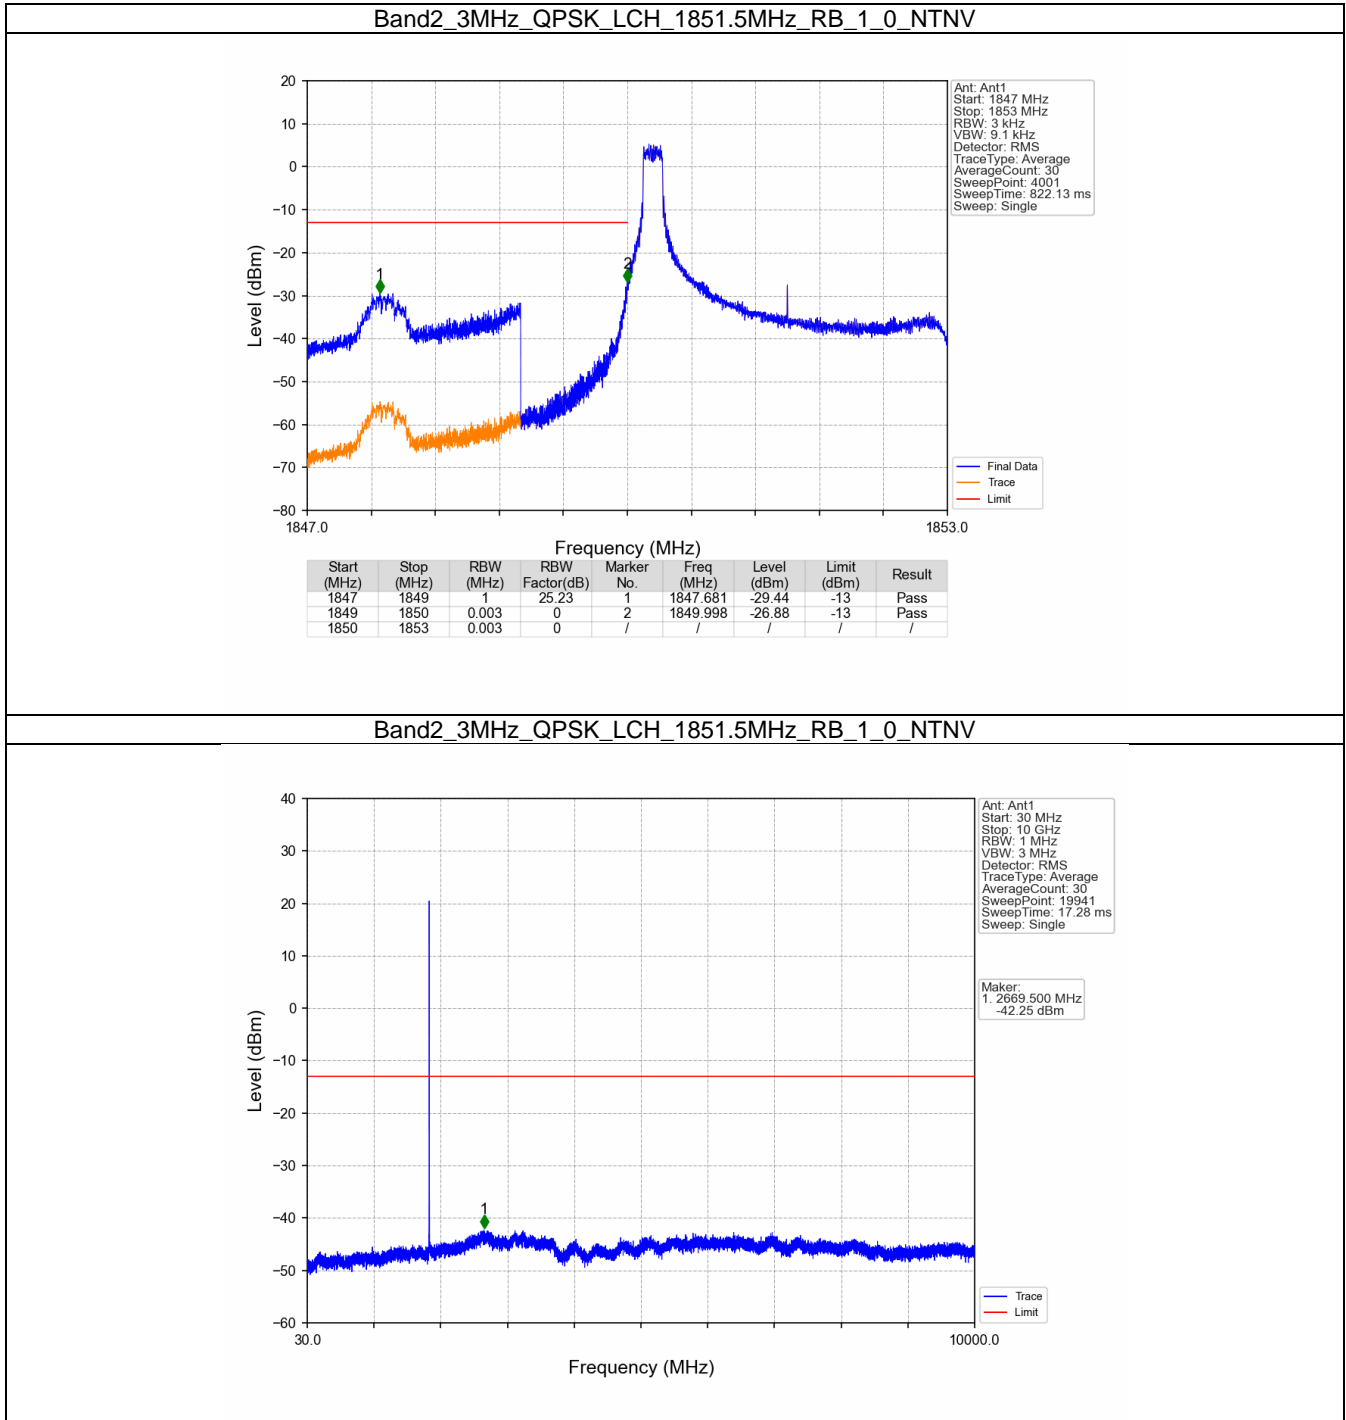 Band2_3MHz_QPSK_LCH_1851.5MHz_RB_1_0_NTNV
20
10
0
−10
−20
−30
−40
−50
−60
−70
−80
Level (dBm)
1
2
1847.0
1853.0
Frequency (MHz)
Ant: Ant1
Start: 1847 MHz
Stop: 1853 MHz
RBW: 3 kHz
VBW: 9.1 kHz
Detector: RMS
TraceType: Average
AverageCount: 30
SweepPoint: 4001
SweepTime: 822.13 ms
Sweep: Single
Final Data
Trace
Limit
Start (MHz) Stop (MHz) RBW (MHz) RBW Factor(dB) Marker No. Freq (MHz) Level (dBm) Limit (dBm) Result
1847 1849 1 25.23 1 1847.681 -29.44 -13 Pass
1849 1850 0.003 0 2 1849.998 -26.88 -13 Pass
1850 1853 0.003 0 / / / / /
Band2_3MHz_QPSK_LCH_1851.5MHz_RB_1_0_NTNV
40
30
20
10
0
−10
−20
−30
−40
−50
−60
Level (dBm)
1
30.0
10000.0
Frequency (MHz)
Ant: Ant1
Start: 30 MHz
Stop: 10 GHz
RBW: 1 MHz
VBW: 3 MHz
Detector: RMS
TraceType: Average
AverageCount: 30
SweepPoint: 19941
SweepTime: 17.28 ms
Sweep: Single
Maker:
1. 2669.500 MHz
-42.25 dBm
Trace
Limit